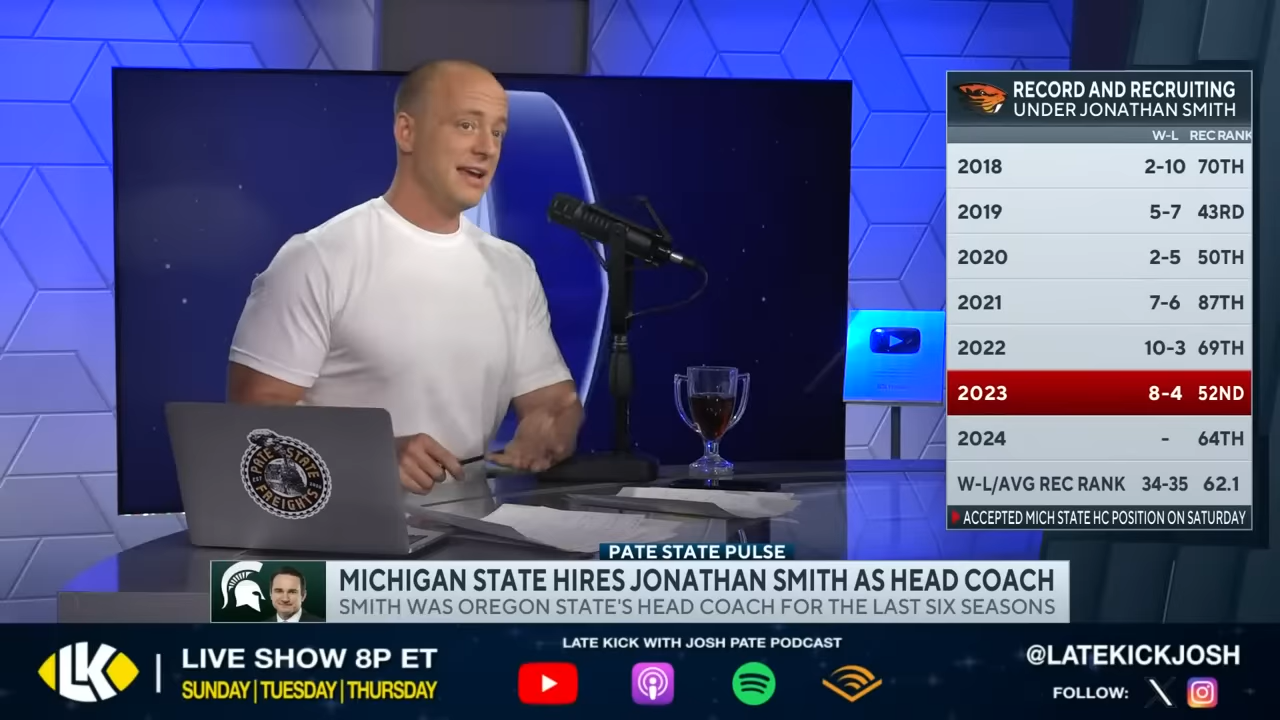 RECORD AND RECRUITING
UNDER JONATHAN SMITH
W-L REC RANK
2018 2-10 70TH
2019 5-7 43RD
2020 2-5 50TH
2021 7-6 87TH
2022 10-3 69TH
2023 8-4 52ND
2024 - 64TH
W-L/AVG REC RANK 34-35 62.1
ACCEPTED MICH STATE HC POSITION ON SATURDAY
PATE STATE
FREIGHTS
PATE STATE PULSE
MICHIGAN STATE HIRES JONATHAN SMITH AS HEAD COACH
SMITH WAS OREGON STATE'S HEAD COACH FOR THE LAST SIX SEASONS
LK
LIVE SHOW 8P ET
SUNDAY | TUESDAY | THURSDAY
LATE KICK WITH JOSH PATE PODCAST
@LATEKICKJOSH
FOLLOW: